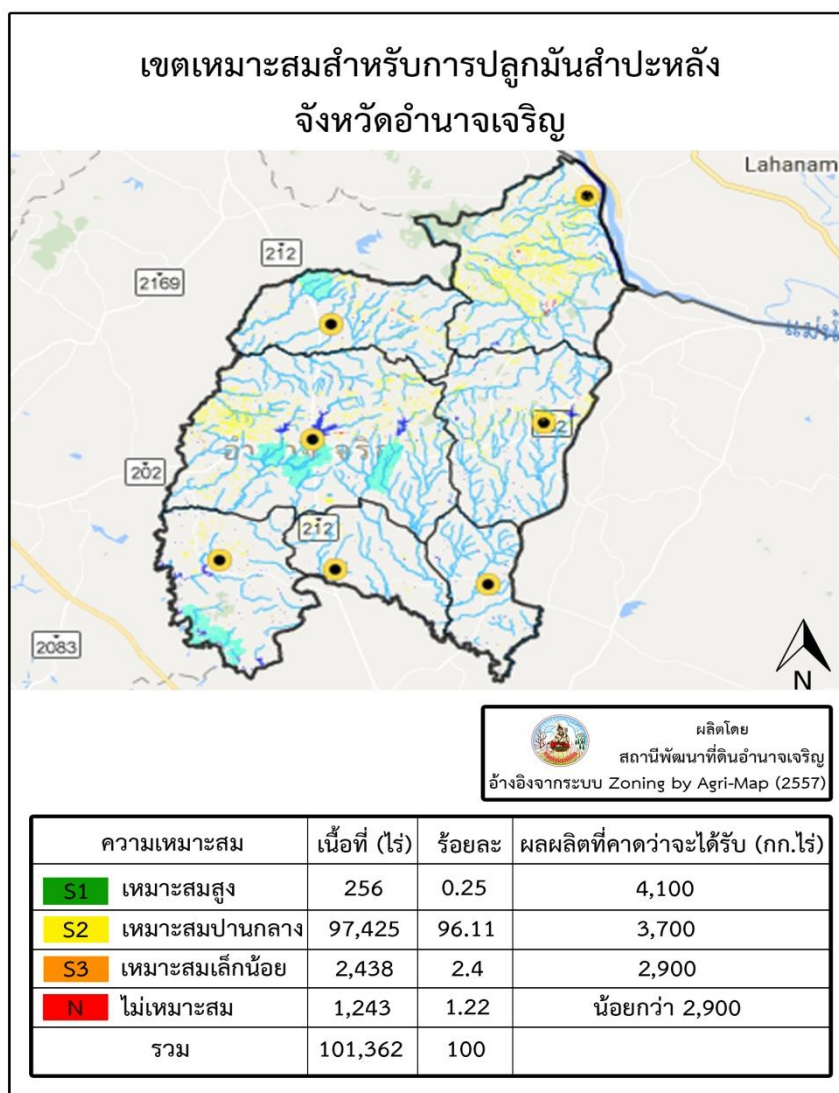 เขตเหมาะสมสำหรับการปลูกมันสำปะหลัง
จังหวัดอำนาจเจริญ
Lahanam
212
2169
202
212
2083
N
ผลิตโดย
สถานีพัฒนาที่ดินอำนาจเจริญ
อ้างอิงจากระบบ Zoning by Agri-Map (2557)
ความเหมาะสม เนื้อที่ (ไร่) ร้อยละ ผลผลิตที่คาดว่าจะได้รับ (กก.ไร่)
S1 เหมาะสมสูง 256 0.25 4,100
S2 เหมาะสมปานกลาง 97,425 96.11 3,700
S3 เหมาะสมเล็กน้อย 2,438 2.4 2,900
N ไม่เหมาะสม 1,243 1.22 น้อยกว่า 2,900
รวม 101,362 100